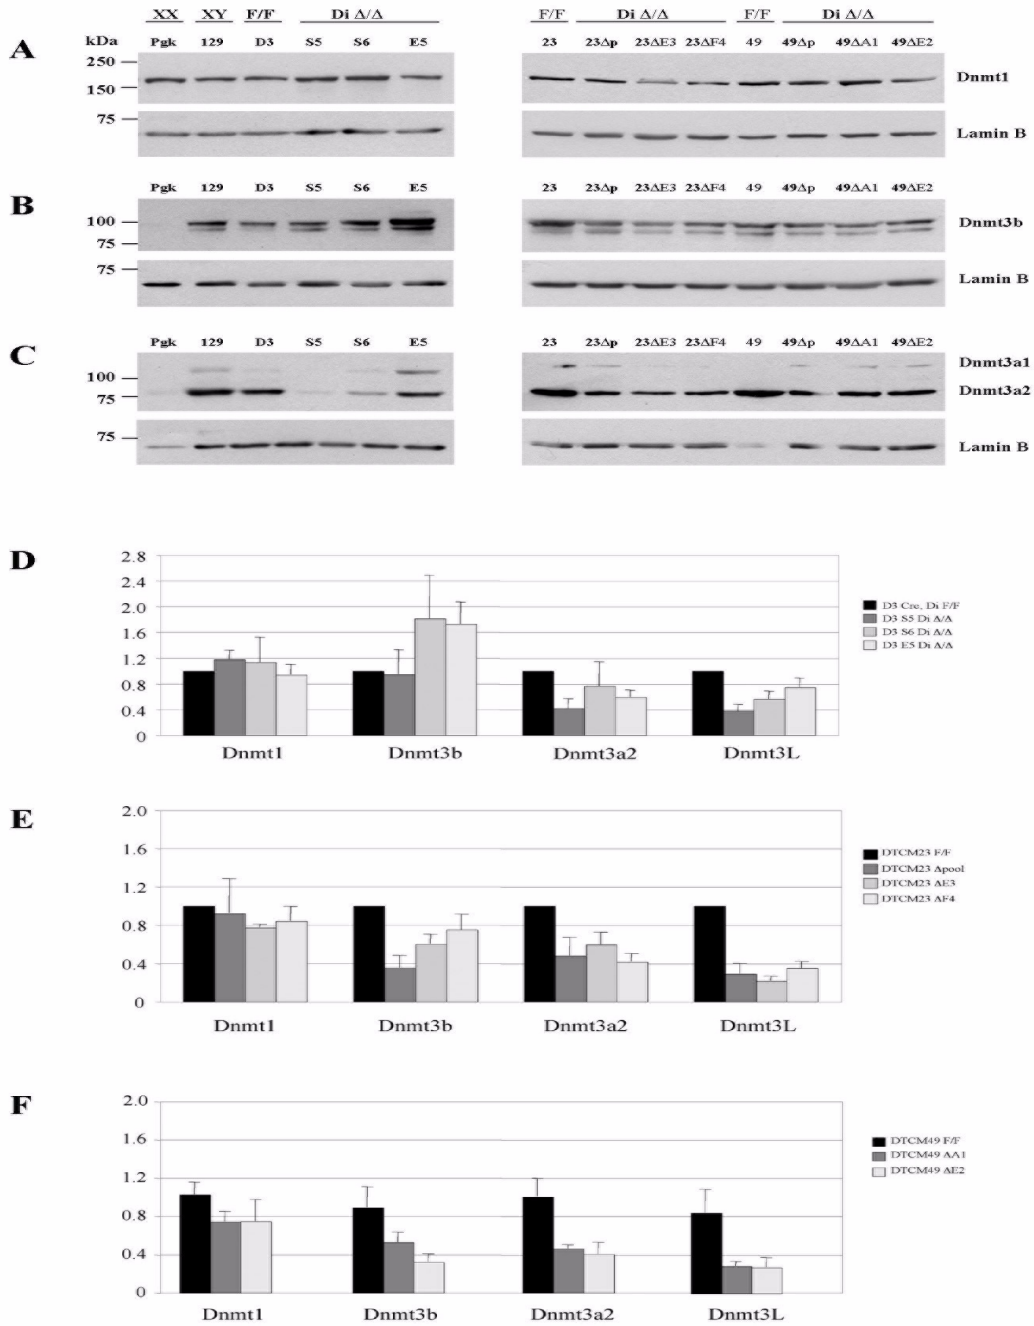 XX XY F/F Di Δ/Δ F/F Di Δ/Δ F/F Di Δ/Δ
A kDa Pgk 129 D3 S5 S6 E5 23 23Δp 23ΔE3 23ΔF4 49 49Δp 49ΔA1 49ΔE2
250
150
Dnmt1
75
Lamin B
B Pgk 129 D3 S5 S6 E5 23 23Δp 23ΔE3 23ΔF4 49 49Δp 49ΔA1 49ΔE2
100
75
Dnmt3b
75
Lamin B
C Pgk 129 D3 S5 S6 E5 23 23Δp 23ΔE3 23ΔF4 49 49Δp 49ΔA1 49ΔE2
Dnmt3a1
100
75
Dnmt3a2
75
Lamin B
D
2.8
2.4
2.0
1.6
1.2
0.8
0.4
0
D3 Cre, Di F/F
D3 S5 Di Δ/Δ
D3 S6 Di Δ/Δ
D3 E5 Di Δ/Δ
Dnmt1 Dnmt3b Dnmt3a2 Dnmt3L
E
2.0
1.6
1.2
0.8
0.4
0
DTCM23 F/F
DTCM23 Δpool
DTCM23 ΔE3
DTCM23 ΔF4
Dnmt1 Dnmt3b Dnmt3a2 Dnmt3L
F
2.0
1.6
1.2
0.8
0.4
0
DTCM49 F/F
DTCM49 ΔA1
DTCM49 ΔE2
Dnmt1 Dnmt3b Dnmt3a2 Dnmt3L